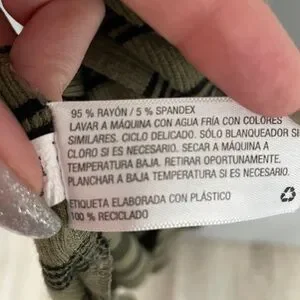 95 % RAYÓN / 5 % SPANDEX
LAVAR A MÁQUINA CON AGUA FRÍA CON COLORES
SIMILARES. CICLO DELICADO. SÓLO BLANQUEADOR SI
CLORO SI ES NECESARIO. SECAR A MÁQUINA A
TEMPERATURA BAJA. RETIRAR OPORTUNAMENTE.
PLANCHAR A BAJA TEMPERATURA SI ES NECESARIO.
ETIQUETA ELABORADA CON PLÁSTICO
100 % RECICLADO